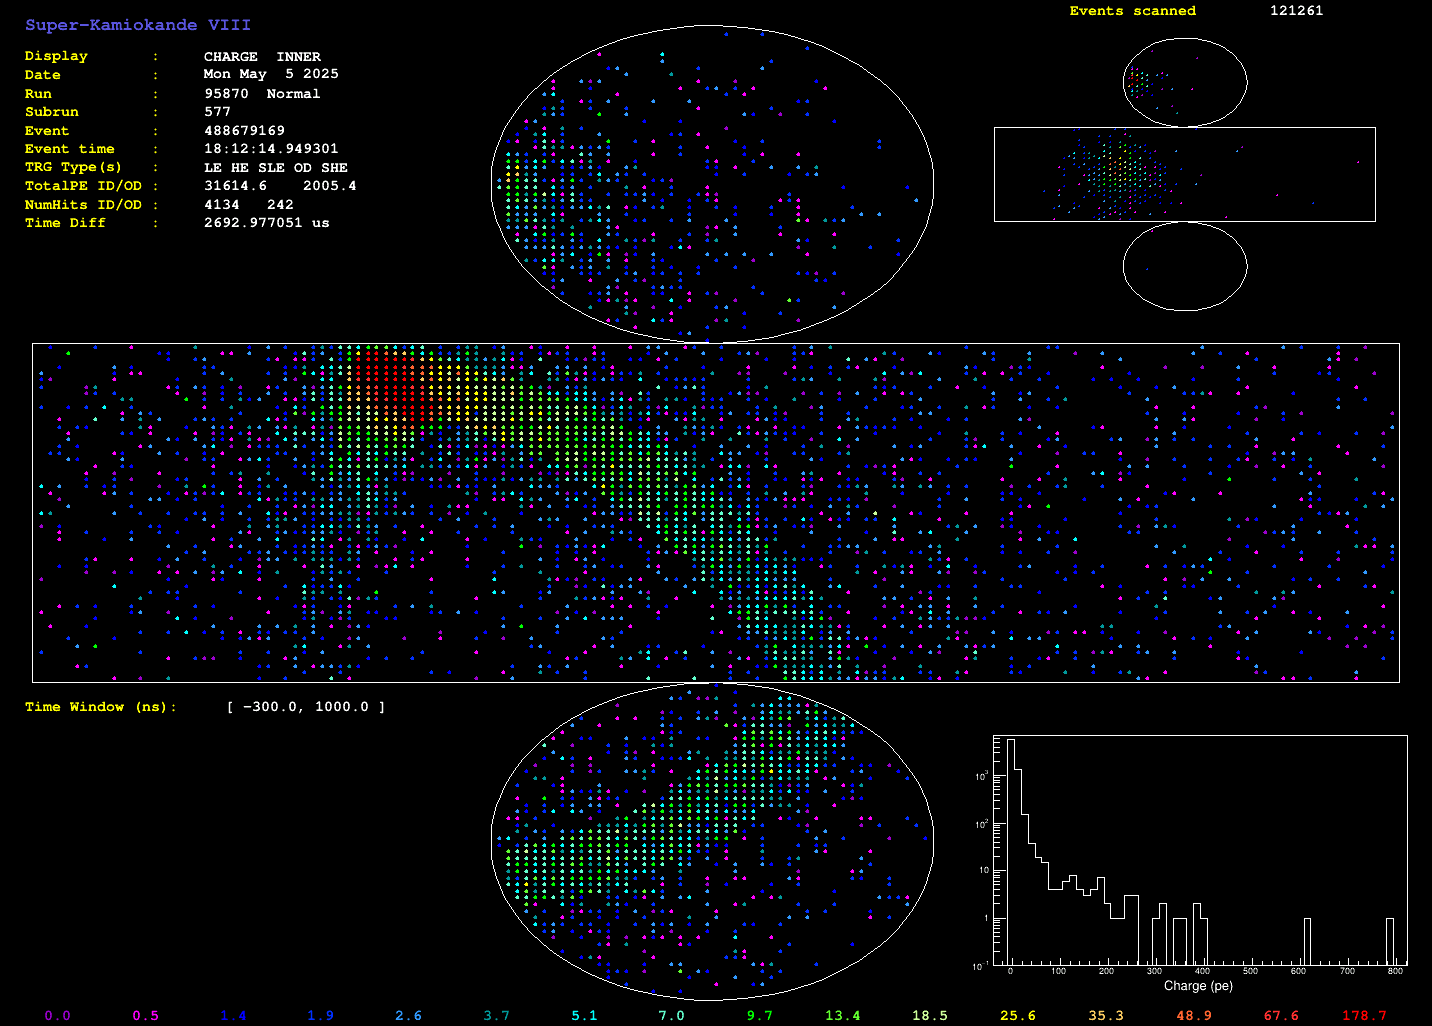 Super-Kamiokande VIII
Display : CHARGE INNER
Date : Mon May 5 2025
Run : 95870 Normal
Subrun : 577
Event : 488679169
Event time : 18:12:14.949301
TRG Type(s) : LE HE SLE OD SHE
TotalPE ID/OD : 31614.6 2005.4
NumHits ID/OD : 4134 242
Time Diff : 2692.977051 us
Events scanned 121261
Time Window (ns): [ -300.0, 1000.0 ]
10³
10²
10
1
10⁻¹
0 100 200 300 400 500 600 700 800
Charge (pe)
0.0 0.5 1.4 1.9 2.6 3.7 5.1 7.0 9.7 13.4 18.5 25.6 35.3 48.9 67.6 178.7